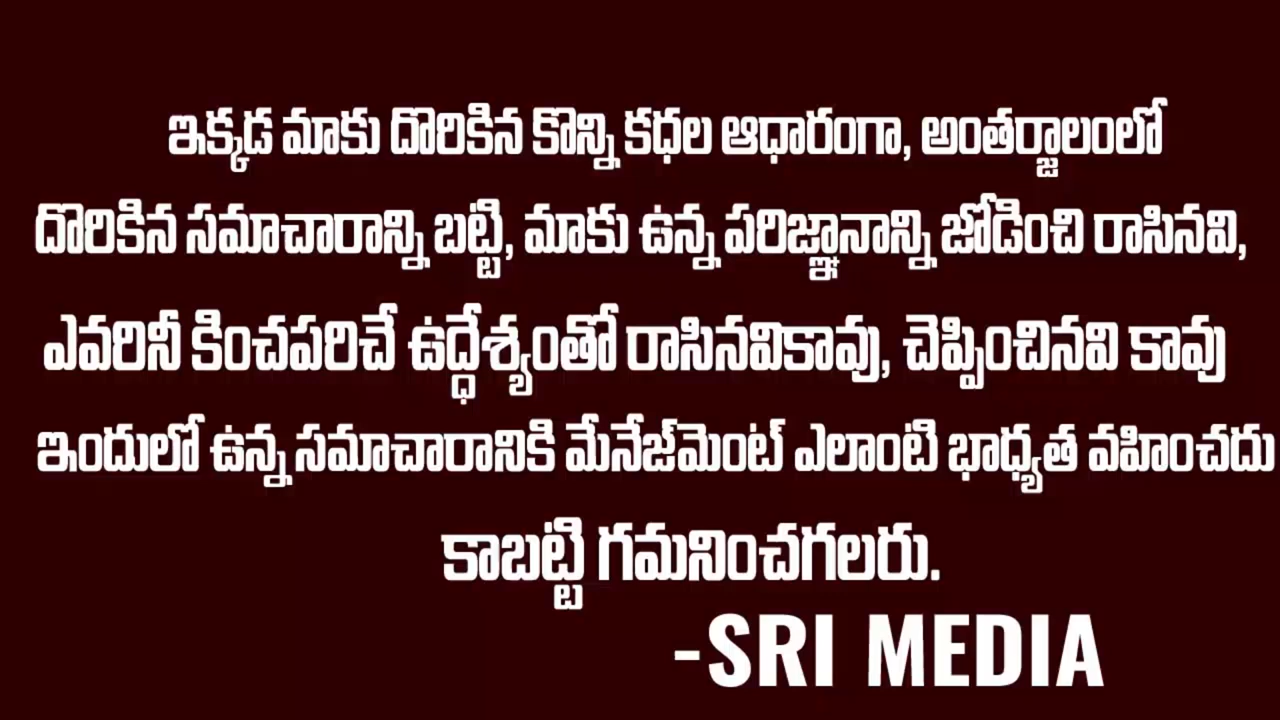 ఇక్కడ మాకు దొరికిన కొన్ని కధల ఆధారంగా, అంతర్జాలంలో
దొరికిన సమాచారాన్ని బట్టి, మాకు ఉన్న పరిజ్ఞానాన్ని జోడించి రాసినవి,
ఎవరినీ కించపరిచే ఉద్ధేశ్యంతో రాసినవికావు, చెప్పించినవి కావు
ఇందులో ఉన్న సమాచారానికి మేనేజ్‌మెంట్ ఎలాంటి భాధ్యత వహించదు
కాబట్టి గమనించగలరు.
-SRI MEDIA